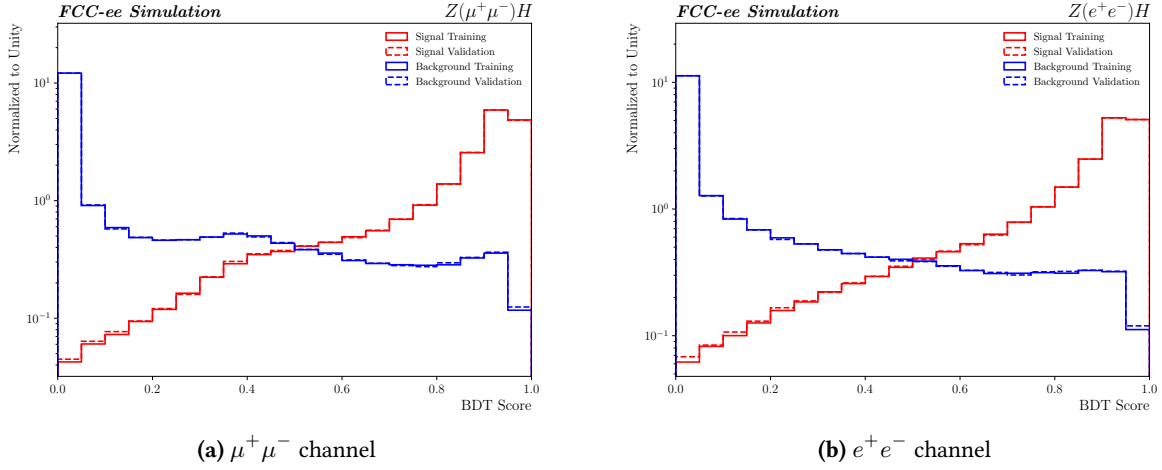 FCC-ee Simulation
Z(μ⁺μ⁻)H
Normalized to Unity
Signal Training
Signal Validation
Background Training
Background Validation
10¹
10⁰
10⁻¹
0.0 0.2 0.4 0.6 0.8 1.0
BDT Score
(a) μ⁺μ⁻ channel
FCC-ee Simulation
Z(e⁺e⁻)H
Normalized to Unity
Signal Training
Signal Validation
Background Training
Background Validation
10¹
10⁰
10⁻¹
0.0 0.2 0.4 0.6 0.8 1.0
BDT Score
(b) e⁺e⁻ channel